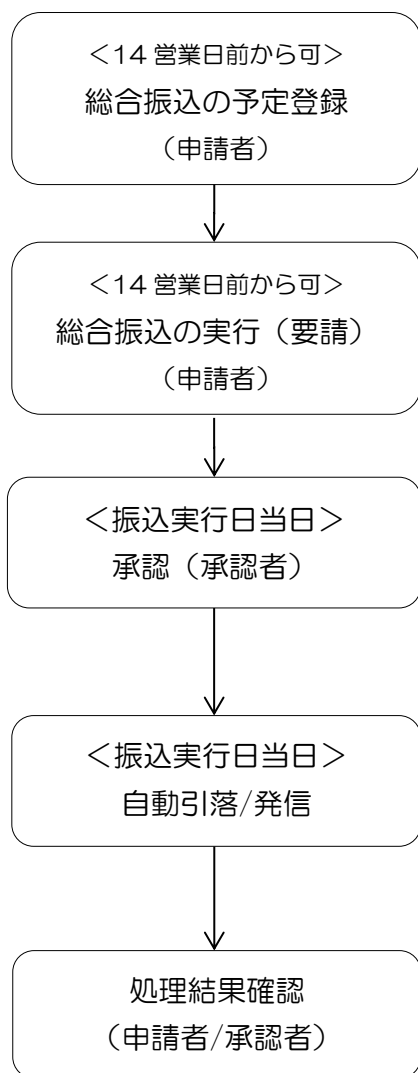 ＜14 営業日前から可＞
総合振込の予定登録
（申請者）
＜14 営業日前から可＞
総合振込の実行（要請）
（申請者）
＜振込実行日当日＞
承認（承認者）
＜振込実行日当日＞
自動引落/発信
処理結果確認
（申請者/承認者）